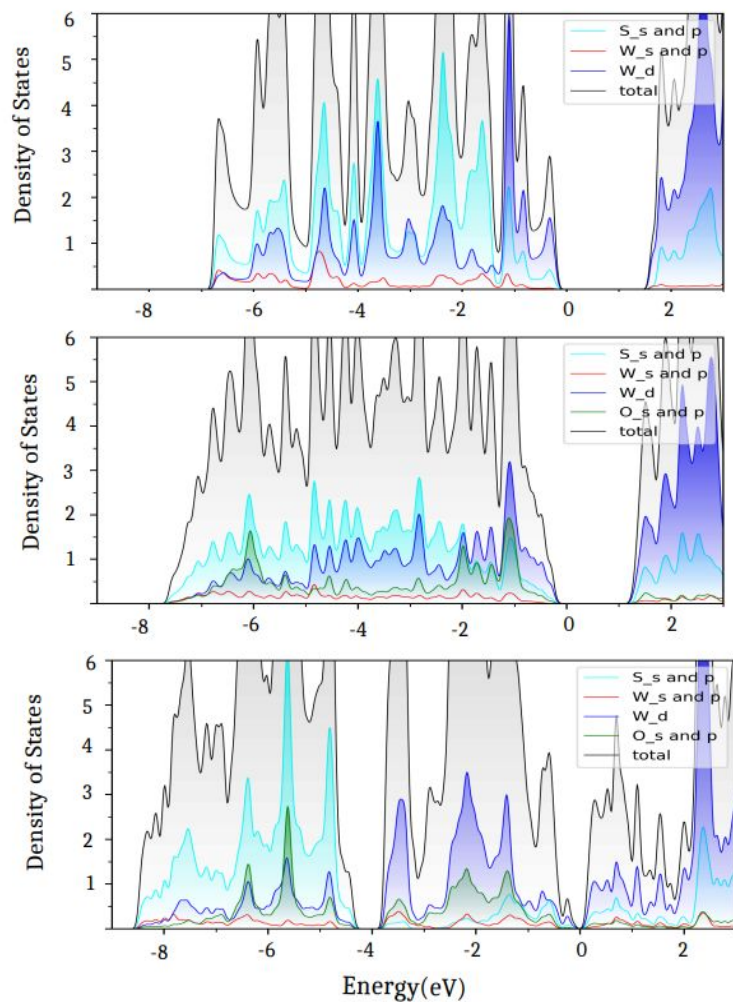 6
5
4
3
2
1
Density of States
S_s and p
W_s and p
W_d
total
-8
-6
-4
-2
0
2
6
5
4
3
2
1
Density of States
S_s and p
W_s and p
W_d
O_s and p
total
-8
-6
-4
-2
0
2
6
5
4
3
2
1
Density of States
S_s and p
W_s and p
W_d
O_s and p
total
-8
-6
-4
-2
0
2
Energy(eV)